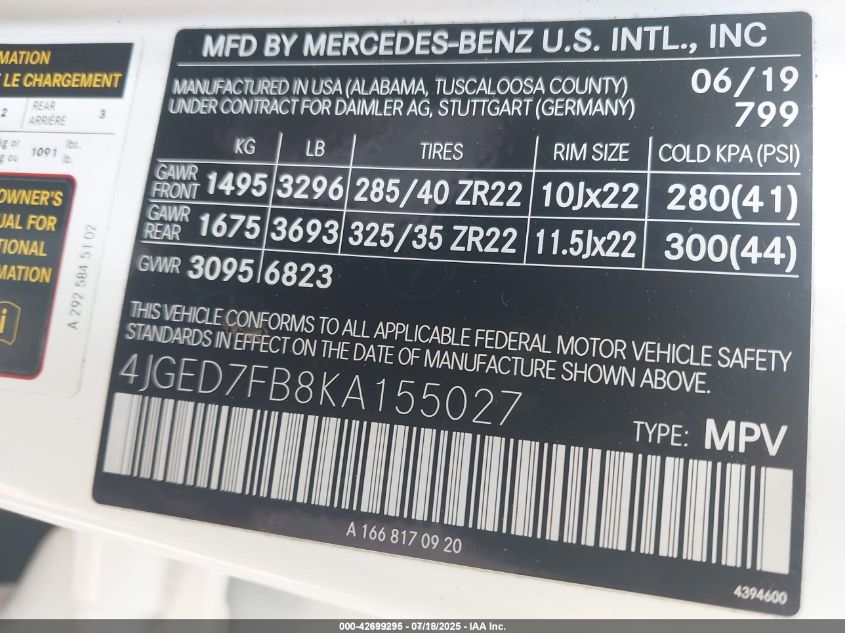 MATION
E LE CHARGEMENT
2 REAR ARRIÈRE 3
kg or ou 1091 lbs. lb.
OWNER'S
UAL FOR
TIONAL
MATION
i
A 292 584 51 02
MFD BY MERCEDES-BENZ U.S. INTL., INC
MANUFACTURED IN USA (ALABAMA, TUSCALOOSA COUNTY) 06/19
UNDER CONTRACT FOR DAIMLER AG, STUTTGART (GERMANY) 799
KG LB TIRES RIM SIZE COLD KPA (PSI)
GAWR FRONT 1495 3296 285/40 ZR22 10Jx22 280(41)
GAWR REAR 1675 3693 325/35 ZR22 11.5Jx22 300(44)
GVWR 3095 6823
THIS VEHICLE CONFORMS TO ALL APPLICABLE FEDERAL MOTOR VEHICLE SAFETY
STANDARDS IN EFFECT ON THE DATE OF MANUFACTURE SHOWN ABOVE.
4JGED7FB8KA155027
TYPE: MPV
A 166 817 09 20
4394600
000-42699295 - 07/18/2025 - IAA Inc.